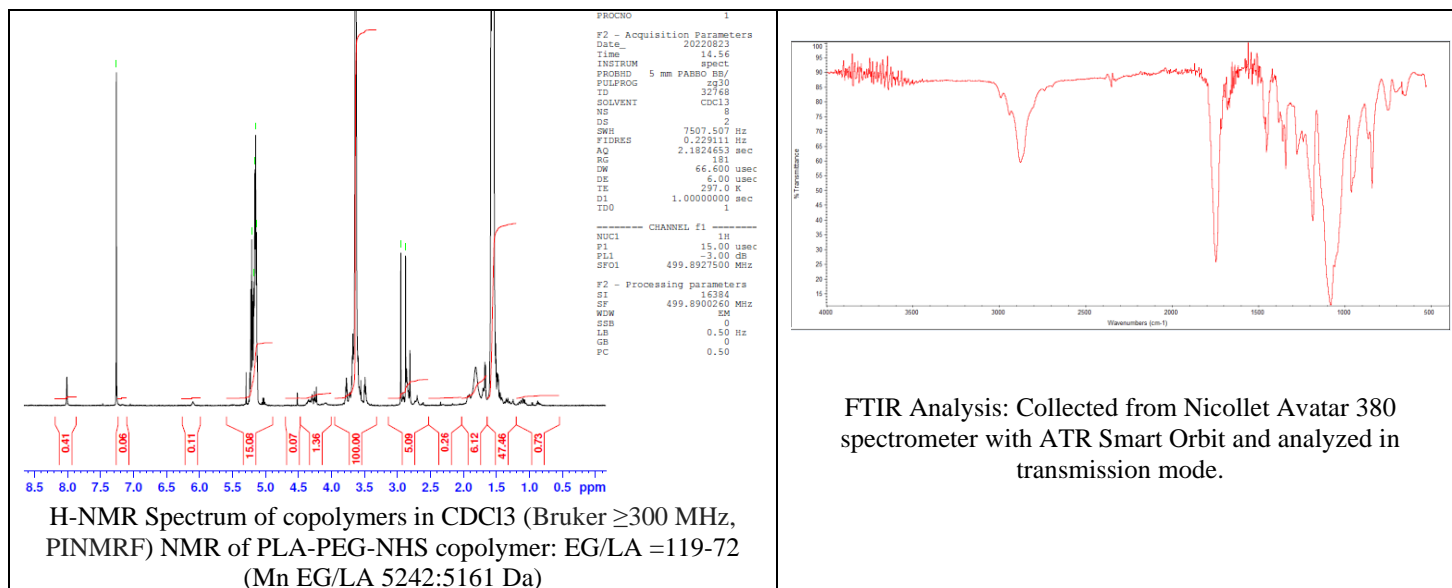 PROCNO 1
F2 - Acquisition Parameters
Date_ 20220823
Time 14.56
INSTRUM spect
PROBHD 5 mm PABBO BB/
PULPROG zg30
TD 32768
SOLVENT CDCl3
NS 8
DS 2
SWH 7507.507 Hz
FIDRES 0.229111 Hz
AQ 2.1824653 sec
RG 181
DW 66.600 usec
DE 6.00 usec
TE 297.0 K
D1 1.00000000 sec
TD0 1
======== CHANNEL f1 ========
NUC1 1H
P1 15.00 usec
PL1 -3.00 dB
SFO1 499.8927500 MHz
F2 - Processing parameters
SI 16384
SF 499.8900260 MHz
WDW EM
SSB 0
LB 0.50 Hz
GB 0
PC 0.50
0.41 0.06 0.11 15.08 0.07 1.36 100.00 5.09 0.26 6.12 47.46 0.73
8.5 8.0 7.5 7.0 6.5 6.0 5.5 5.0 4.5 4.0 3.5 3.0 2.5 2.0 1.5 1.0 0.5 ppm
H-NMR Spectrum of copolymers in CDCl3 (Bruker ≥300 MHz,
PINMRF) NMR of PLA-PEG-NHS copolymer: EG/LA =119-72
(Mn EG/LA 5242:5161 Da)
100
95
90
85
80
75
70
65
60
55
50
45
40
35
30
25
20
15
% Transmittance
4000 3500 3000 2500 2000 1500 1000 500
Wavenumbers (cm-1)
FTIR Analysis: Collected from Nicollet Avatar 380
spectrometer with ATR Smart Orbit and analyzed in
transmission mode.